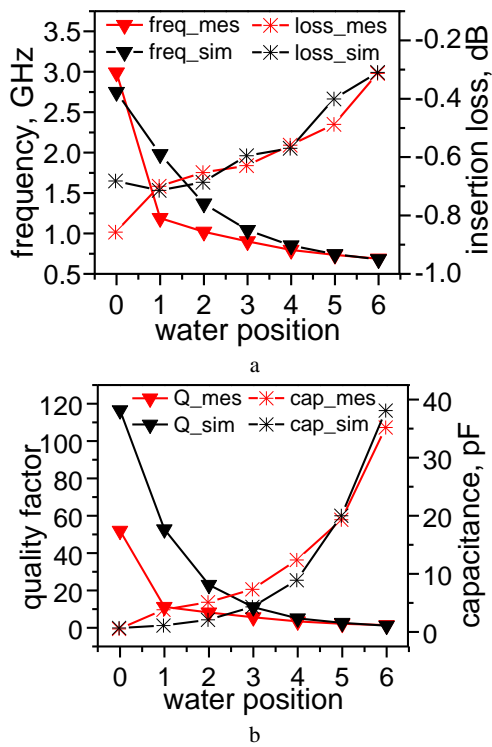 freq_mes
loss_mes
freq_sim
loss_sim
frequency, GHz
3.5
3.0
2.5
2.0
1.5
1.0
0.5
-0.2
-0.4
-0.6
-0.8
-1.0
insertion loss, dB
0 1 2 3 4 5 6
water position
a
Q_mes
cap_mes
Q_sim
cap_sim
quality factor
120
100
80
60
40
20
0
40
30
20
10
0
capacitance, pF
0 1 2 3 4 5 6
water position
b